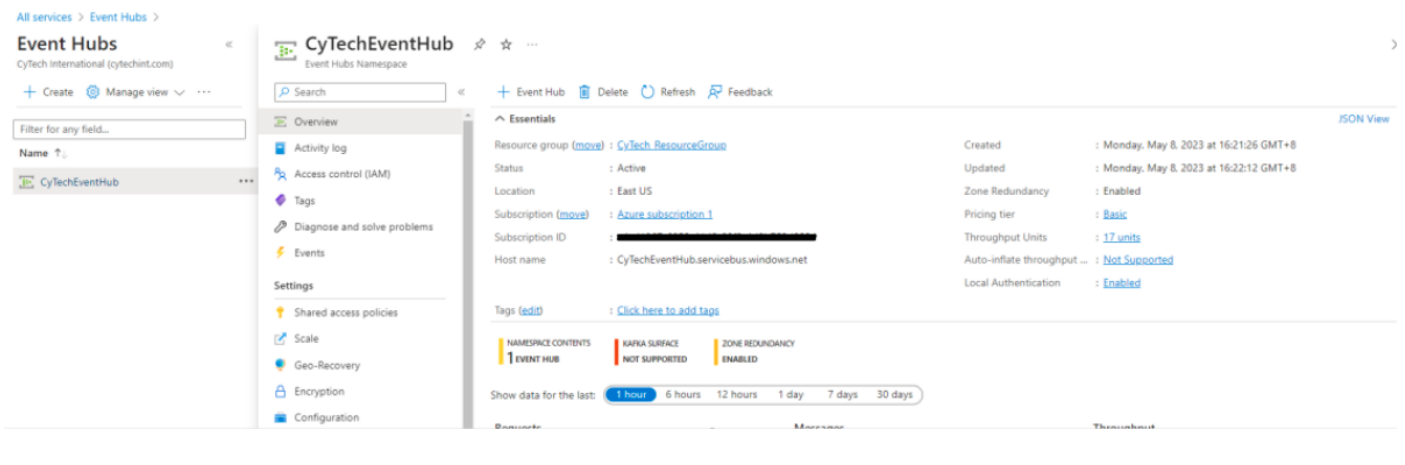 All services > Event Hubs >
Event Hubs
CyTech International (cytechint.com)
+ Create Manage view ...
Filter for any field...
Name ↑
CyTechEventHub ...
CyTechEventHub ...
Event Hubs Namespace
Search
Overview
Activity log
Access control (IAM)
Tags
Diagnose and solve problems
Events
Settings
Shared access policies
Scale
Geo-Recovery
Encryption
Configuration
+ Event Hub Delete Refresh Feedback
Essentials JSON View
Resource group (move) : CyTech_ResourceGroup
Status : Active
Location : East US
Subscription (move) : Azure subscription 1
Subscription ID :
Host name : CyTechEventHub.servicebus.windows.net
Created : Monday, May 8, 2023 at 16:21:26 GMT+8
Updated : Monday, May 8, 2023 at 16:22:12 GMT+8
Zone Redundancy : Enabled
Pricing tier : Basic
Throughput Units : 17 units
Auto-inflate throughput ... : Not Supported
Local Authentication : Enabled
Tags (edit) : Click here to add tags
NAMESPACE CONTENTS
1 EVENT HUB
KAFKA SURFACE
NOT SUPPORTED
ZONE REDUNDANCY
ENABLED
Show data for the last: 1 hour 6 hours 12 hours 1 day 7 days 30 days
Requests Messages Throughput